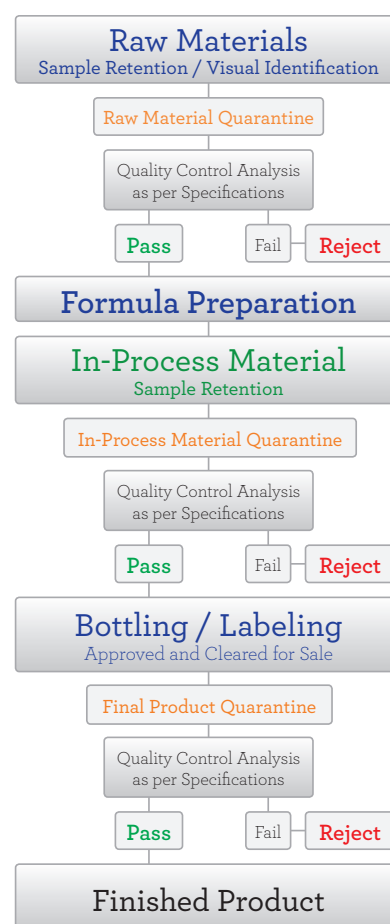 Raw Materials
Sample Retention / Visual Identification
Raw Material Quarantine
Quality Control Analysis
as per Specifications
Pass
Fail
Reject
Formula Preparation
In-Process Material
Sample Retention
In-Process Material Quarantine
Quality Control Analysis
as per Specifications
Pass
Fail
Reject
Bottling / Labeling
Approved and Cleared for Sale
Final Product Quarantine
Quality Control Analysis
as per Specifications
Pass
Fail
Reject
Finished Product